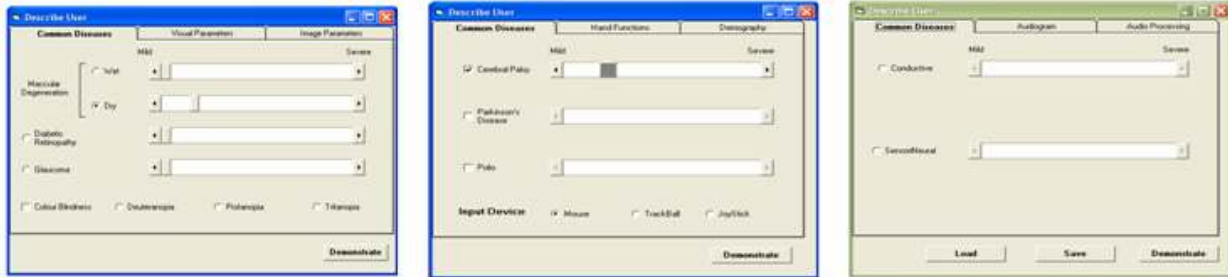 Describe User
Common Diseases Visual Parameters Image Parameters
Mild Severe
Wet
Maccular
Degeneration
Dry
Diabetic
Retinopathy
Glaucoma
Colour Blindness Deuteranopia Protanopia Tritanopia
Demonstrate
Describe User
Common Diseases Hand Functions Demography
Mild Severe
Cerebral Palsy
Parkinson's
Disease
Polio
Input Device Mouse TrackBall JoyStick
Demonstrate
Describe User
Common Diseases Audiogram Audio Processing
Mild Severe
Conductive
SensoriNeural
Load Save Demonstrate